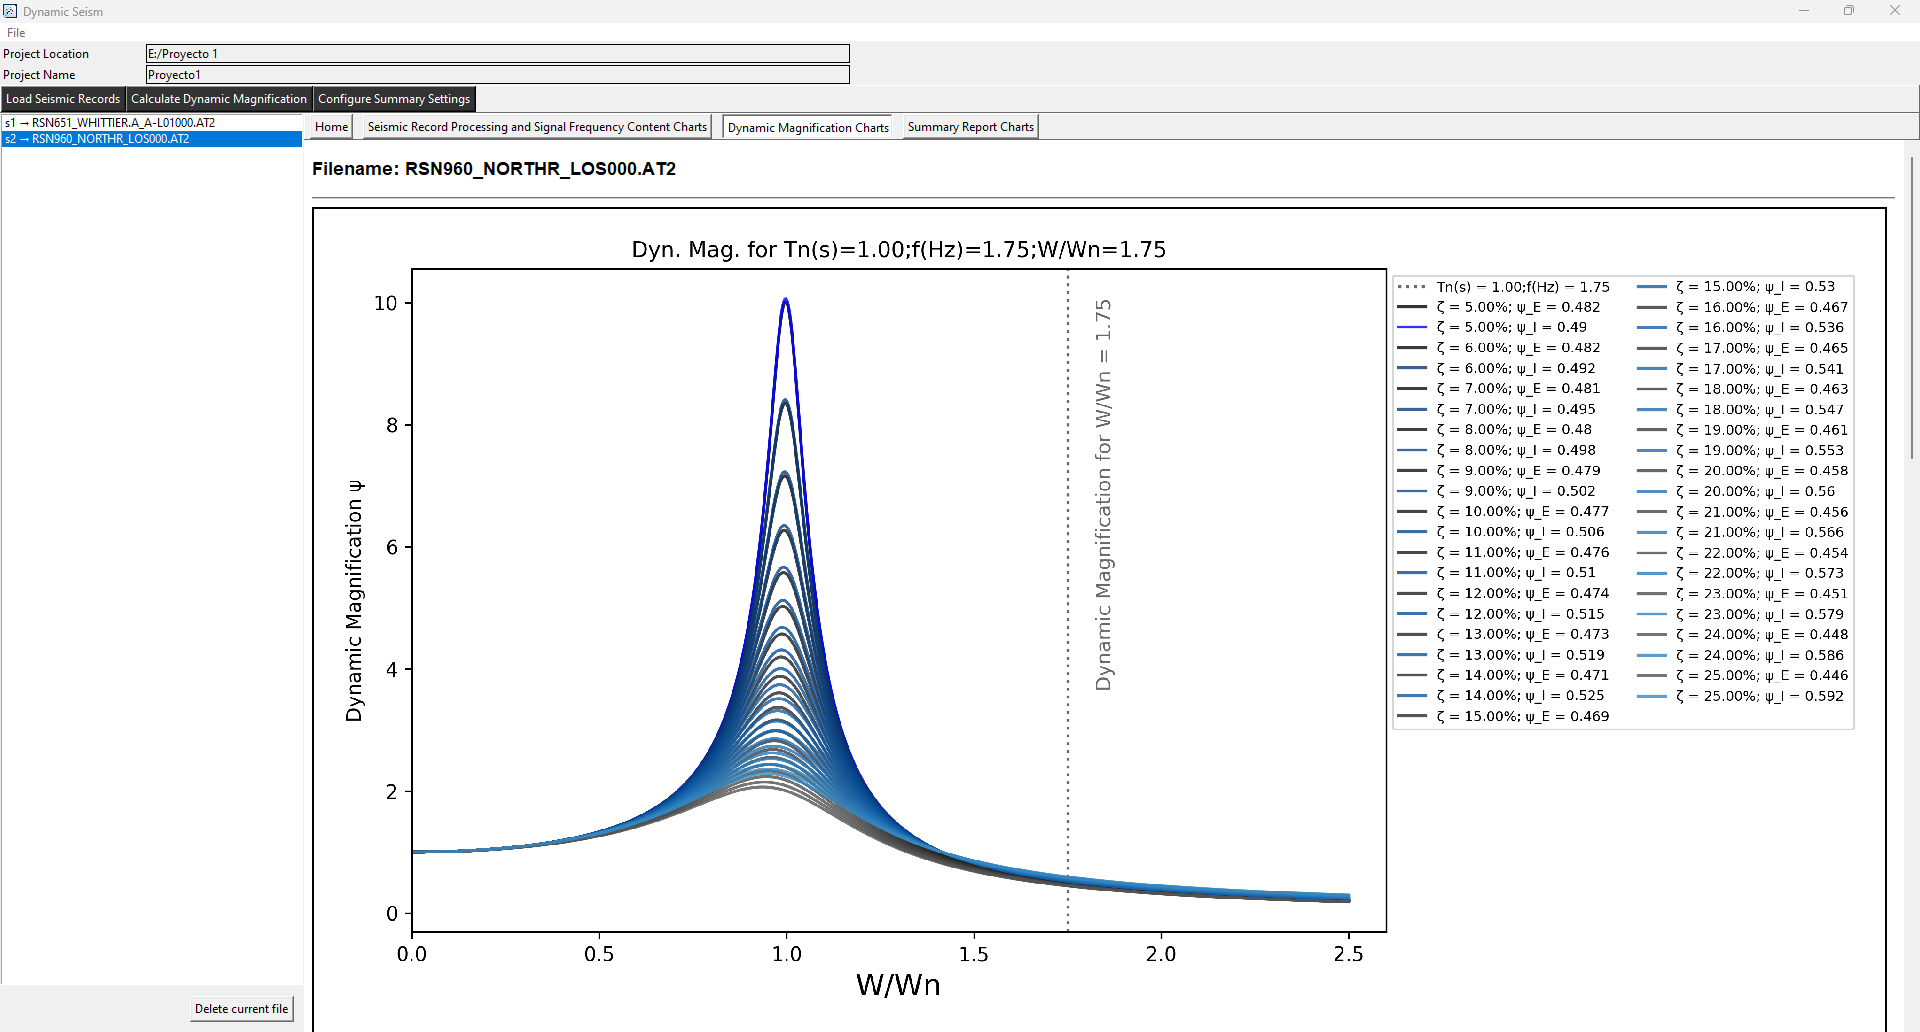 Dynamic Seism
File
Project Location
E:/Proyecto 1
Project Name
Proyecto1
Load Seismic Records
Calculate Dynamic Magnification
Configure Summary Settings
s1 → RSN651_WHITTIER.A_A-L01000.AT2
s2 → RSN960_NORTHR_LOS000.AT2
Home
Seismic Record Processing and Signal Frequency Content Charts
Dynamic Magnification Charts
Summary Report Charts
Filename: RSN960_NORTHR_LOS000.AT2
Dyn. Mag. for Tn(s)=1.00;f(Hz)=1.75;W/Wn=1.75
10
8
6
4
2
0
Dynamic Magnification ψ
0.0
0.5
1.0
1.5
2.0
2.5
W/Wn
Dynamic Magnification for W/Wn = 1.75
Tn(s) = 1.00;f(Hz) = 1.75
ζ = 5.00%; ψ_E = 0.482
ζ = 5.00%; ψ_I = 0.49
ζ = 6.00%; ψ_E = 0.482
ζ = 6.00%; ψ_I = 0.492
ζ = 7.00%; ψ_E = 0.481
ζ = 7.00%; ψ_I = 0.495
ζ = 8.00%; ψ_E = 0.48
ζ = 8.00%; ψ_I = 0.498
ζ = 9.00%; ψ_E = 0.479
ζ = 9.00%; ψ_I = 0.502
ζ = 10.00%; ψ_E = 0.477
ζ = 10.00%; ψ_I = 0.506
ζ = 11.00%; ψ_E = 0.476
ζ = 11.00%; ψ_I = 0.51
ζ = 12.00%; ψ_E = 0.474
ζ = 12.00%; ψ_I = 0.515
ζ = 13.00%; ψ_E = 0.473
ζ = 13.00%; ψ_I = 0.519
ζ = 14.00%; ψ_E = 0.471
ζ = 14.00%; ψ_I = 0.525
ζ = 15.00%; ψ_E = 0.469
ζ = 15.00%; ψ_I = 0.53
ζ = 16.00%; ψ_E = 0.467
ζ = 16.00%; ψ_I = 0.536
ζ = 17.00%; ψ_E = 0.465
ζ = 17.00%; ψ_I = 0.541
ζ = 18.00%; ψ_E = 0.463
ζ = 18.00%; ψ_I = 0.547
ζ = 19.00%; ψ_E = 0.461
ζ = 19.00%; ψ_I = 0.553
ζ = 20.00%; ψ_E = 0.458
ζ = 20.00%; ψ_I = 0.56
ζ = 21.00%; ψ_E = 0.456
ζ = 21.00%; ψ_I = 0.566
ζ = 22.00%; ψ_E = 0.454
ζ = 22.00%; ψ_I = 0.573
ζ = 23.00%; ψ_E = 0.451
ζ = 23.00%; ψ_I = 0.579
ζ = 24.00%; ψ_E = 0.448
ζ = 24.00%; ψ_I = 0.586
ζ = 25.00%; ψ_E = 0.446
ζ = 25.00%; ψ_I = 0.592
Delete current file